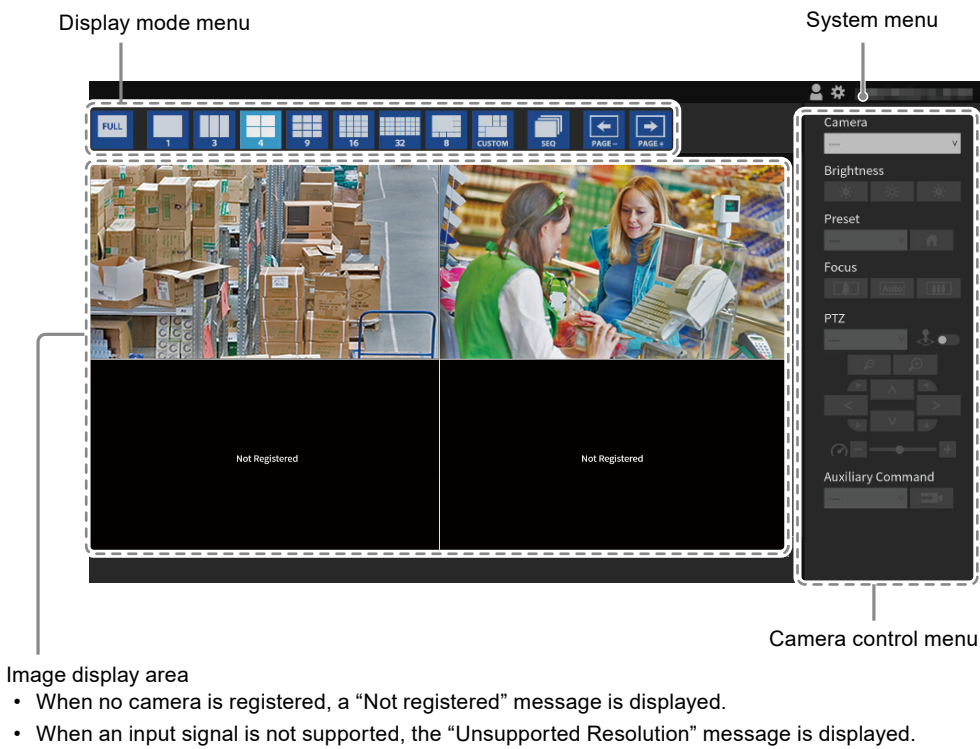 Display mode menu
System menu
FULL
1
3
4
9
16
32
8
CUSTOM
SEQ
PAGE−
PAGE+
Camera
----
Brightness
Preset
----
Focus
Auto
PTZ
----
Not Registered
Not Registered
Auxiliary Command
----
Camera control menu
Image display area
• When no camera is registered, a “Not registered” message is displayed.
• When an input signal is not supported, the “Unsupported Resolution” message is displayed.